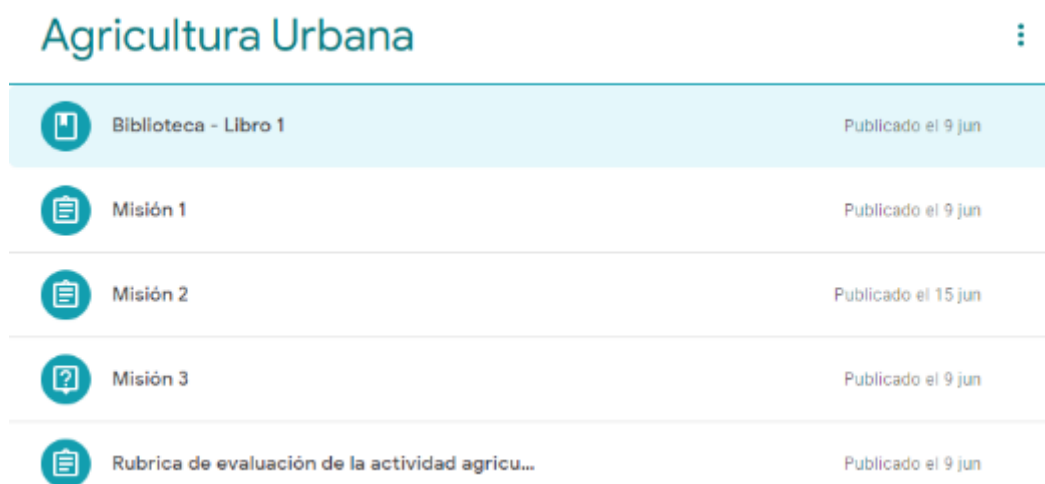 Agricultura Urbana
Biblioteca - Libro 1
Publicado el 9 jun
Misión 1
Publicado el 9 jun
Misión 2
Publicado el 15 jun
Misión 3
Publicado el 9 jun
Rubrica de evaluación de la actividad agricu...
Publicado el 9 jun